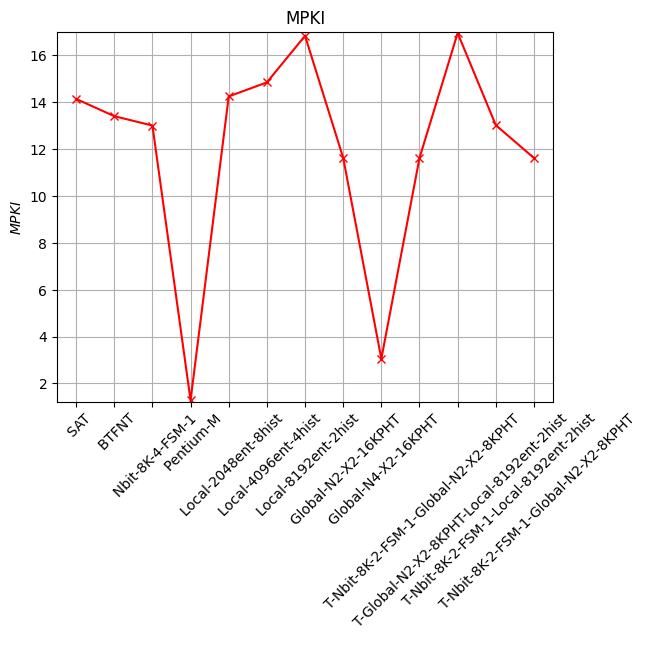 MPKI
MPKI
16
14
12
10
8
6
4
2
SAT
BTFNT
Nbit-8K-4-FSM-1
Pentium-M
Local-2048ent-8hist
Local-4096ent-4hist
Local-8192ent-2hist
Global-N2-X2-16KPHT
Global-N4-X2-16KPHT
T-Nbit-8K-2-FSM-1-Global-N2-X2-8KPHT
T-Global-N2-X2-8KPHT-Local-8192ent-2hist
T-Nbit-8K-2-FSM-1-Local-8192ent-2hist
T-Nbit-8K-2-FSM-1-Global-N2-X2-8KPHT